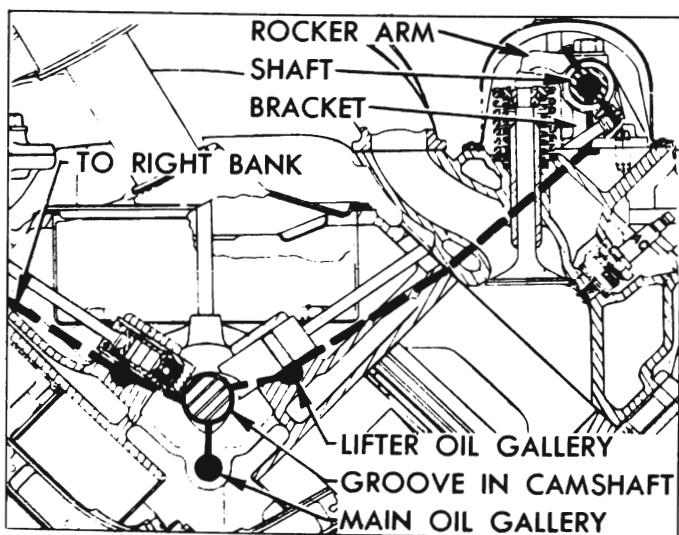 ROCKER ARM
SHAFT
BRACKET
TO RIGHT BANK
LIFTER OIL GALLERY
GROOVE IN CAMSHAFT
MAIN OIL GALLERY